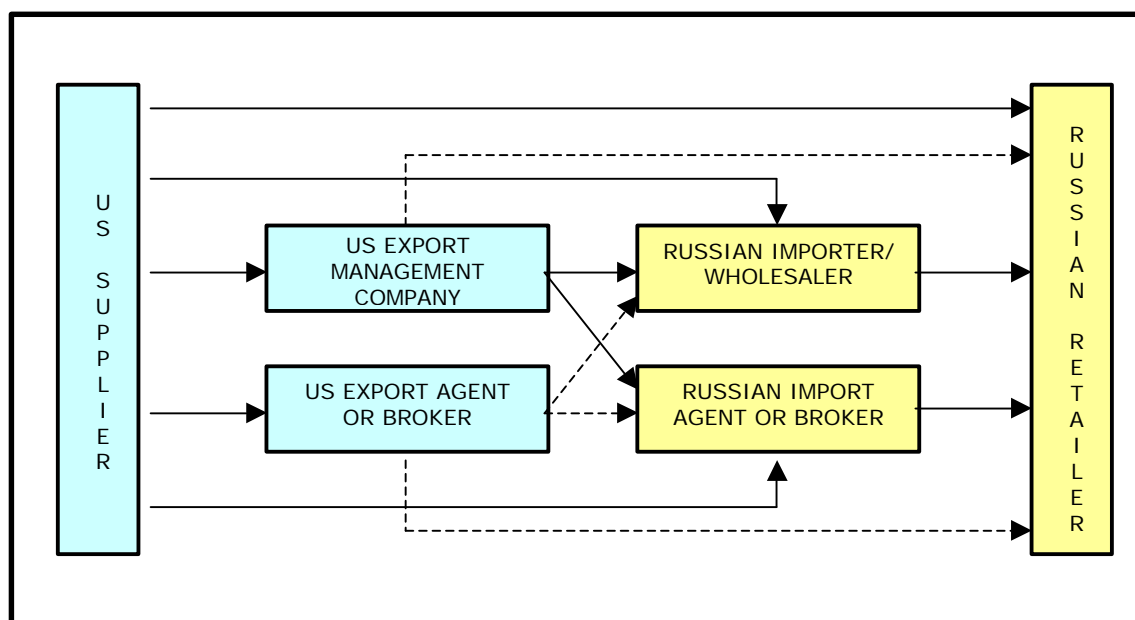 US SUPPLIER
US EXPORT
MANAGEMENT
COMPANY
RUSSIAN IMPORTER/
WHOLESALER
US EXPORT AGENT
OR BROKER
RUSSIAN IMPORT
AGENT OR BROKER
RUSSIAN RETAILER